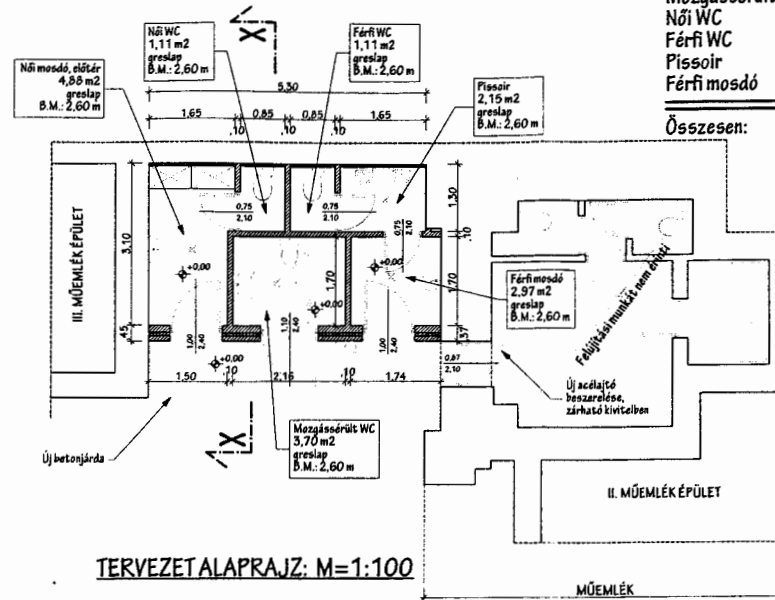 Női WC
Férfi WC
Pissoir
Férfi mosdó
Összesen:
X
Női WC
1,11 m2
greslap
B.M.: 2,60 m
Férfi WC
1,11 m2
greslap
B.M.: 2,60 m
Női mosdó, előtér
4,88 m2
greslap
B.M.: 2,60 m
Pissoir
2,15 m2
greslap
B.M.: 2,60 m
5,30
1,65
,10
0,85
,10
0,85
,10
1,65
0,75
2,10
0,75
2,10
0,75
2,10
1,30
,10
1,70
,37
3,10
,45
1,70
III. MŰEMLÉK ÉPÜLET
+0,00
+0,00
+0,00
+0,00
Férfi mosdó
2,97 m2
greslap
B.M.: 2,60 m
Felújítási munkát nem érinti
1,00
2,40
1,10
2,40
1,00
2,40
0,87
2,10
1,50
,10
2,16
,10
1,74
Új acélajtó
beszerelése,
zárható kivitelben
Új betonjárda
X
Mozgássérült WC
3,70 m2
greslap
B.M.: 2,60 m
II. MŰEMLÉK ÉPÜLET
TERVEZET ALAPRAJZ: M=1:100
MŰEMLÉK